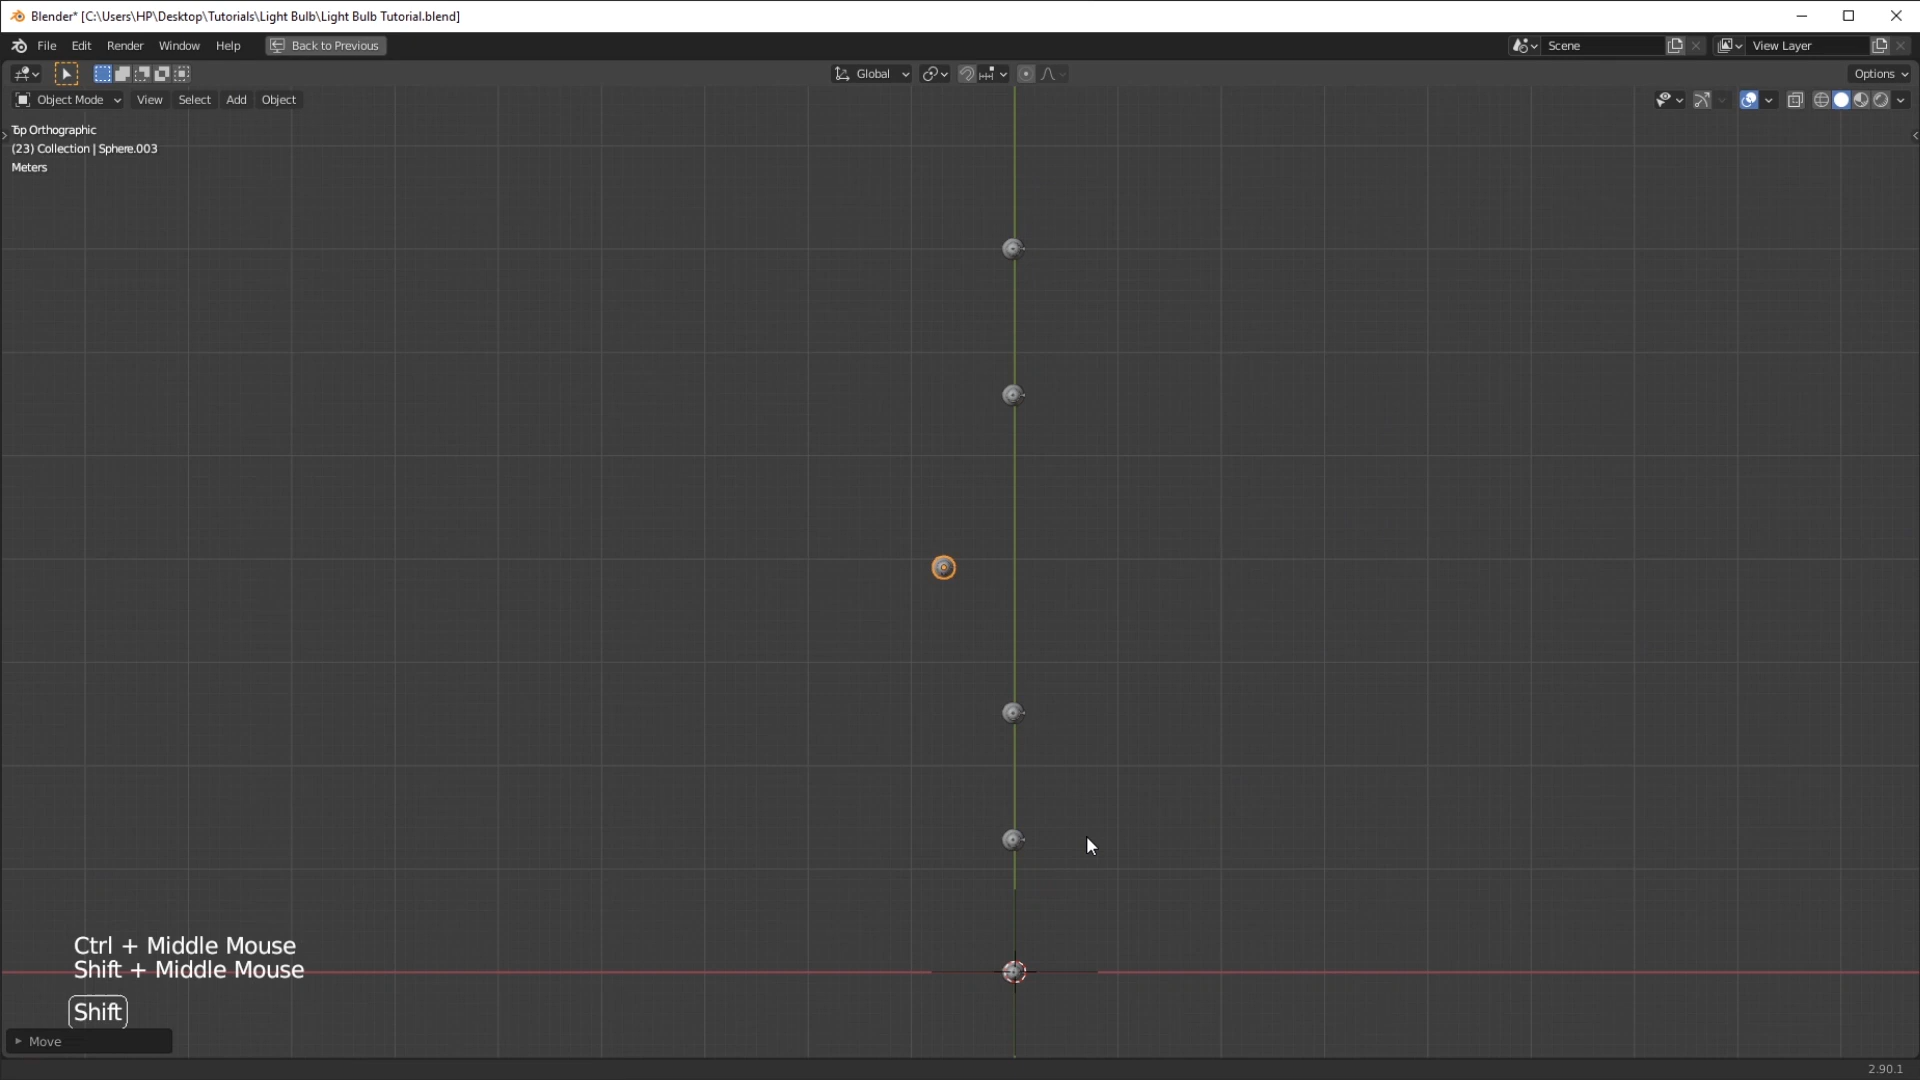 Blender* [C:\Users\HP\Desktop\Tutorials\Light Bulb\Light Bulb Tutorial.blend]
File Edit Render Window Help Back to Previous Scene View Layer
Global Options
Object Mode View Select Add Object
Top Orthographic
(23) Collection | Sphere.003
Meters
Ctrl + Middle Mouse
Shift + Middle Mouse
Shift
Move
2.90.1